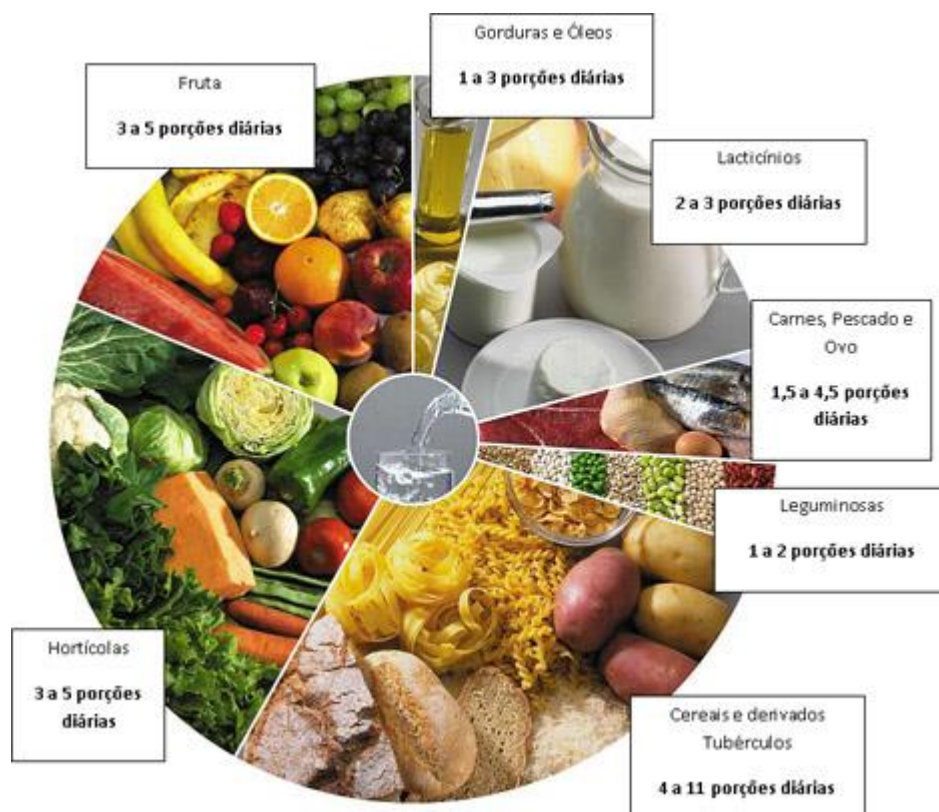 Gorduras e Óleos
1 a 3 porções diárias
Fruta
3 a 5 porções diárias
Lacticínios
2 a 3 porções diárias
Carnes, Pescado e
Ovo
1,5 a 4,5 porções
diárias
Leguminosas
1 a 2 porções diárias
Hortícolas
3 a 5 porções
diárias
Cereais e derivados
Tubérculos
4 a 11 porções diárias